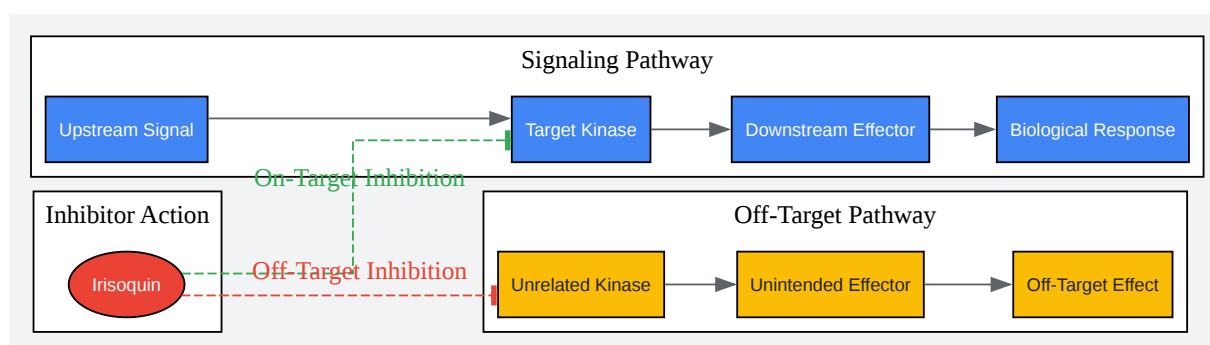 Signaling Pathway
Upstream Signal
Target Kinase
Downstream Effector
Biological Response
On-Target Inhibition
Inhibitor Action
Off-Target Pathway
Irisoquin
Off-Target Inhibition
Unrelated Kinase
Unintended Effector
Off-Target Effect